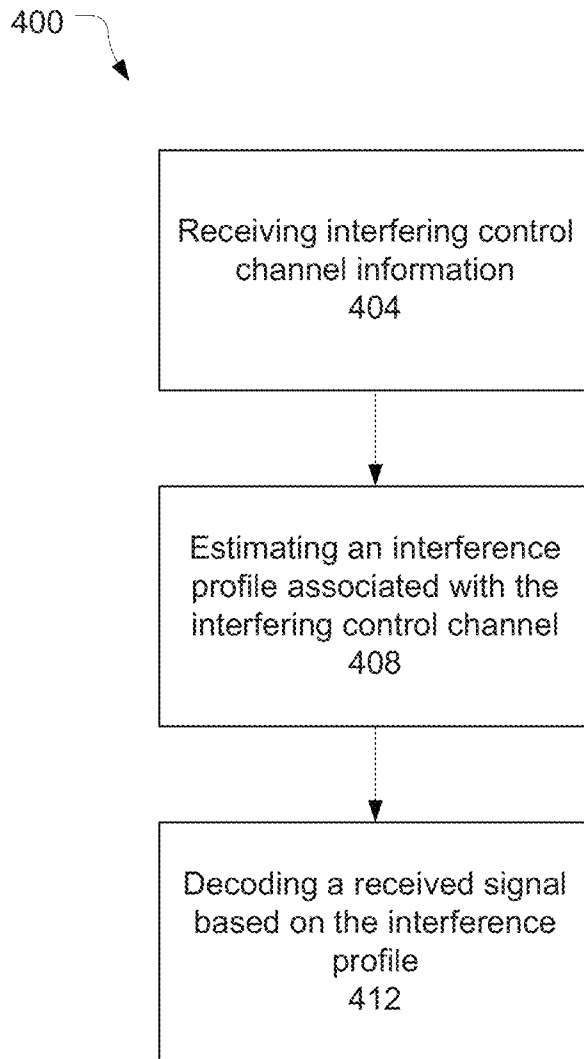 400
Receiving interfering control
channel information
404
Estimating an interference
profile associated with the
interfering control channel
408
Decoding a received signal
based on the interference
profile
412